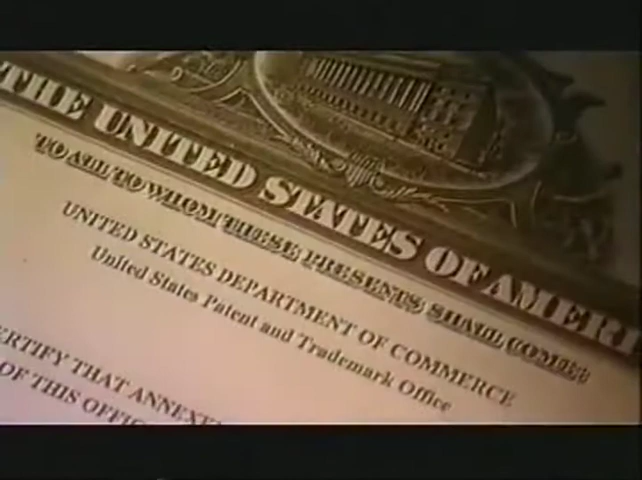 THE UNITED STATES OF AMERI
TO ALL TO WHOM THESE PRESENTS SHALL COME:
UNITED STATES DEPARTMENT OF COMMERCE
United States Patent and Trademark Office
ERTIFY THAT ANNEXE
OF THIS OFFIC